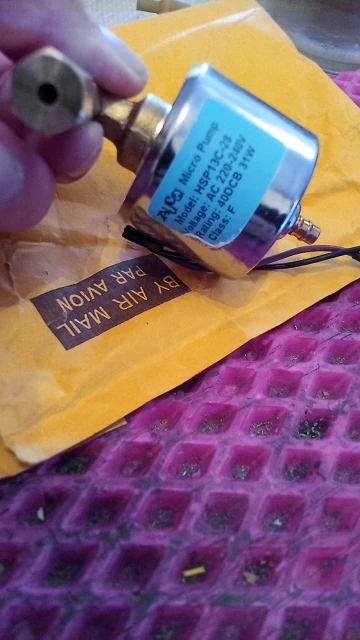 Micro Pump
Model: HSP13C-28
Voltage: AC 220-240V
Rating: 40DCB 31W
Class: F
BY AIR MAIL
PAR AVION